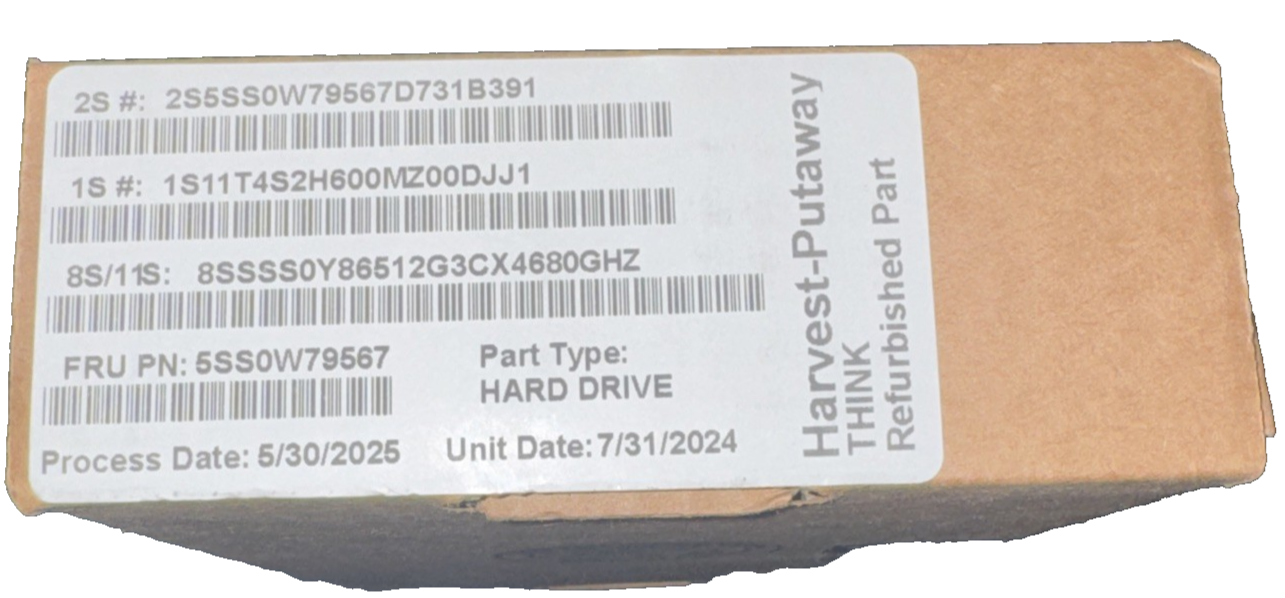 2S #: 2S5SS0W79567D731B391
1S #: 1S11T4S2H600MZ00DJJ1
8S/11S: 8SSSS0Y86512G3CX4680GHZ
FRU PN: 5SS0W79567
Part Type:
HARD DRIVE
Process Date: 5/30/2025
Unit Date: 7/31/2024
Harvest-Putaway
THINK
Refurbished Part